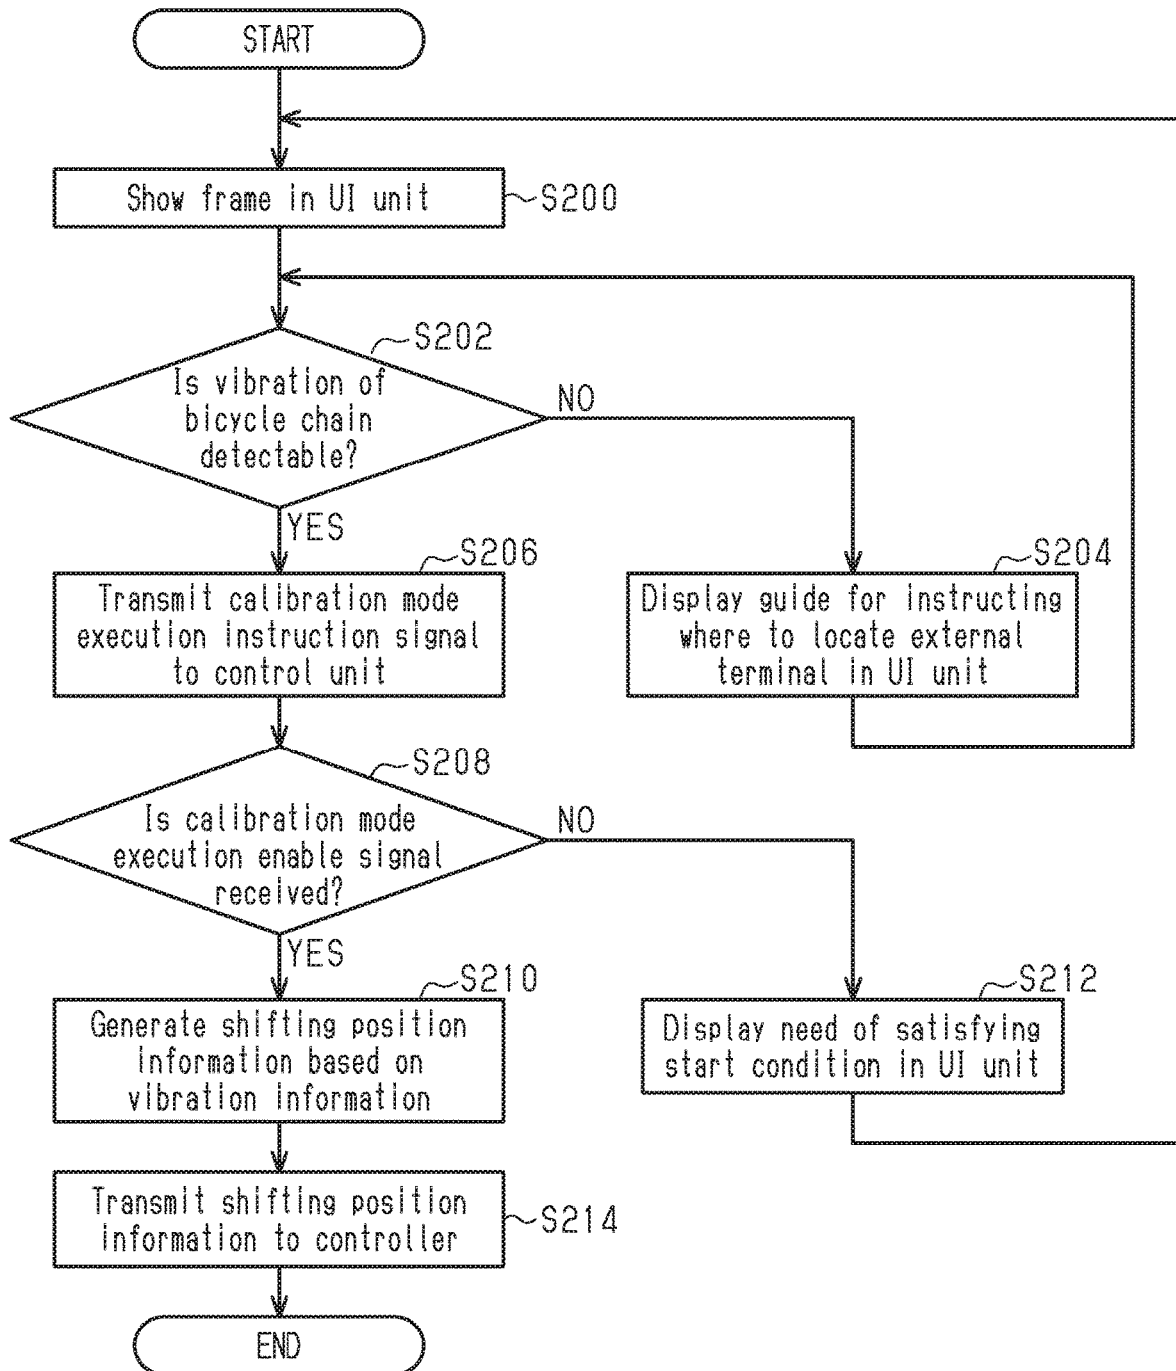 START
Show frame in UI unit
S200
S202
Is vibration of
bicycle chain
detectable?
NO
YES
S206
Transmit calibration mode
execution instruction signal
to control unit
S204
Display guide for instructing
where to locate external
terminal in UI unit
S208
Is calibration mode
execution enable signal
received?
NO
YES
S210
Generate shifting position
information based on
vibration information
S212
Display need of satisfying
start condition in UI unit
Transmit shifting position
information to controller
S214
END